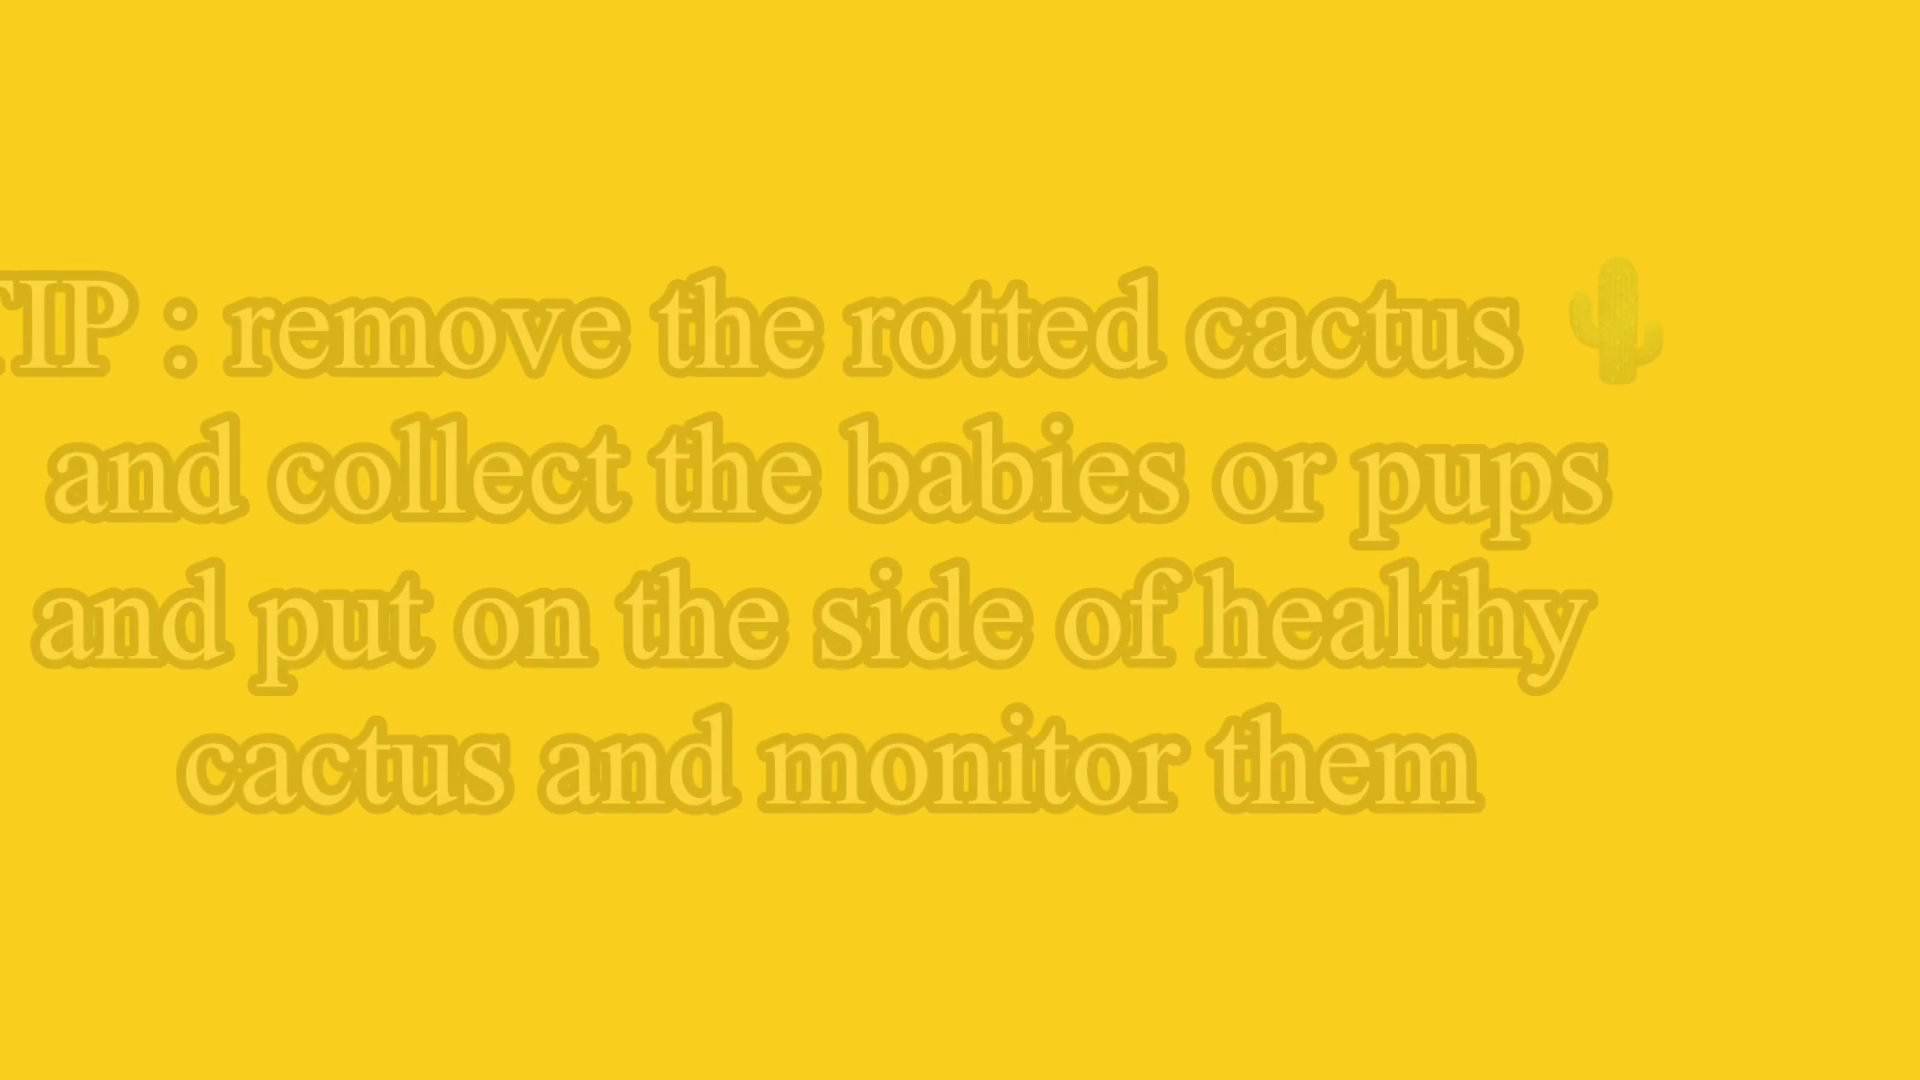 TIP : remove the rotted cactus 🌵
and collect the babies or pups
and put on the side of healthy
cactus and monitor them